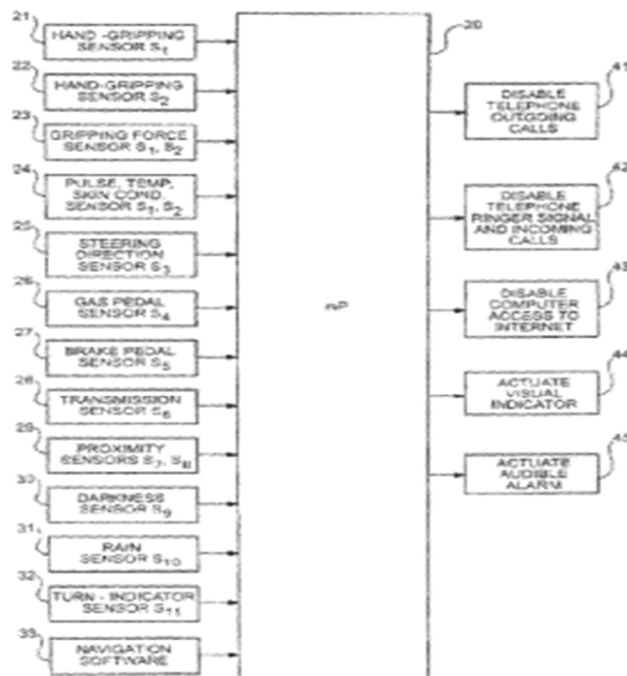 21
HAND-GRIPPING
SENSOR S1
22
HAND-GRIPPING
SENSOR S2
23
GRIPPING FORCE
SENSOR S1, S2
24
PULSE, TEMP,
SKIN COND.
SENSOR S1, S2
25
STEERING
DIRECTION
SENSOR S3
26
GAS PEDAL
SENSOR S4
27
BRAKE PEDAL
SENSOR S5
28
TRANSMISSION
SENSOR S6
29
PROXIMITY
SENSORS S7, S8
30
DARKNESS
SENSOR S9
31
RAIN
SENSOR S10
32
TURN-INDICATOR
SENSOR S11
33
NAVIGATION
SOFTWARE
20
μP
41
DISABLE
TELEPHONE
OUTGOING
CALLS
42
DISABLE
TELEPHONE
RINGER SIGNAL
AND INCOMING
CALLS
43
DISABLE
COMPUTER
ACCESS TO
INTERNET
44
ACTUATE
VISUAL
INDICATOR
45
ACTUATE
AUDIBLE
ALARM